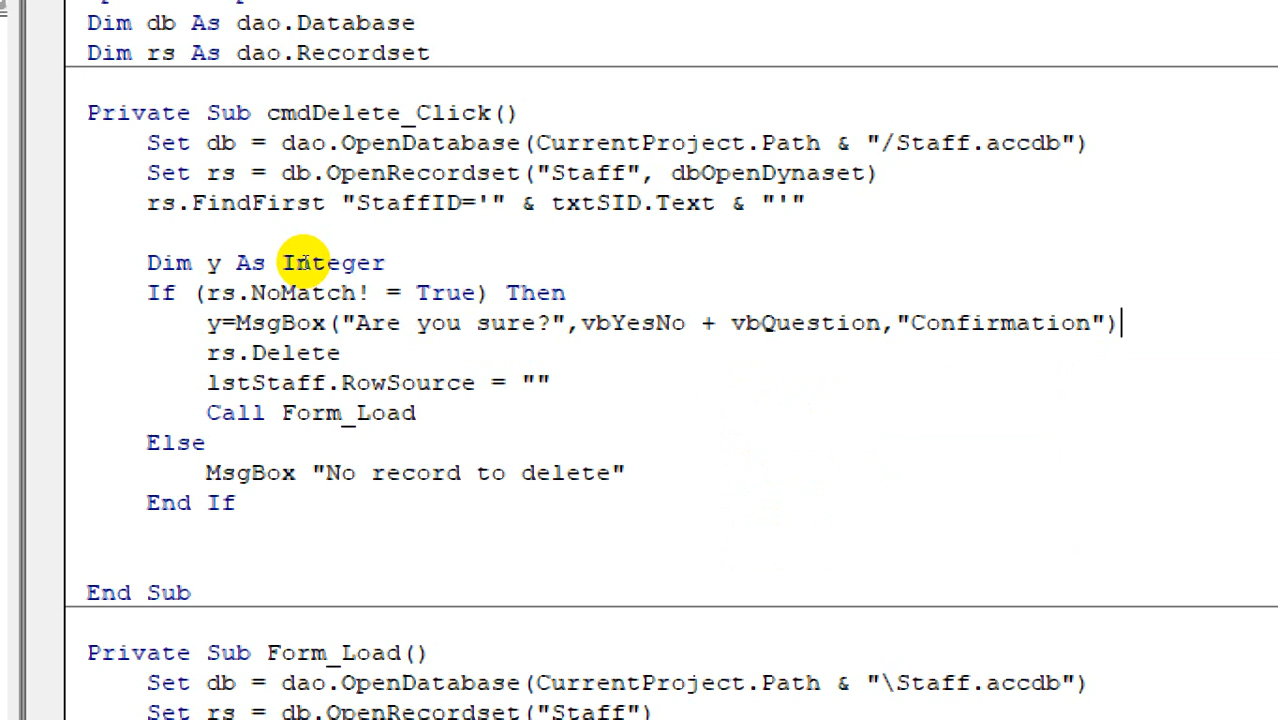 Dim db As dao.Database
Dim rs As dao.Recordset
Private Sub cmdDelete_Click()
Set db = dao.OpenDatabase(CurrentProject.Path & "/Staff.accdb")
Set rs = db.OpenRecordset("Staff", dbOpenDynaset)
rs.FindFirst "StaffID='" & txtSID.Text & "'"
Dim y As Integer
If (rs.NoMatch! = True) Then
y=MsgBox("Are you sure?",vbYesNo + vbQuestion,"Confirmation")
rs.Delete
lstStaff.RowSource = ""
Call Form_Load
Else
MsgBox "No record to delete"
End If
End Sub
Private Sub Form_Load()
Set db = dao.OpenDatabase(CurrentProject.Path & "\Staff.accdb")
Set rs = db.OpenRecordset("Staff")